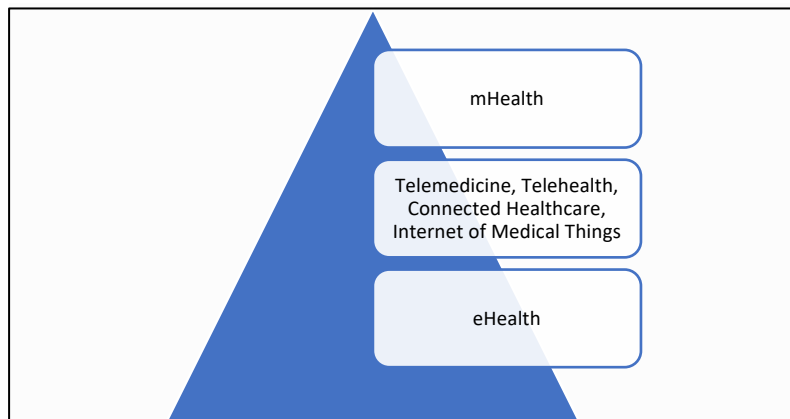 mHealth
Telemedicine, Telehealth,
Connected Healthcare,
Internet of Medical Things
eHealth